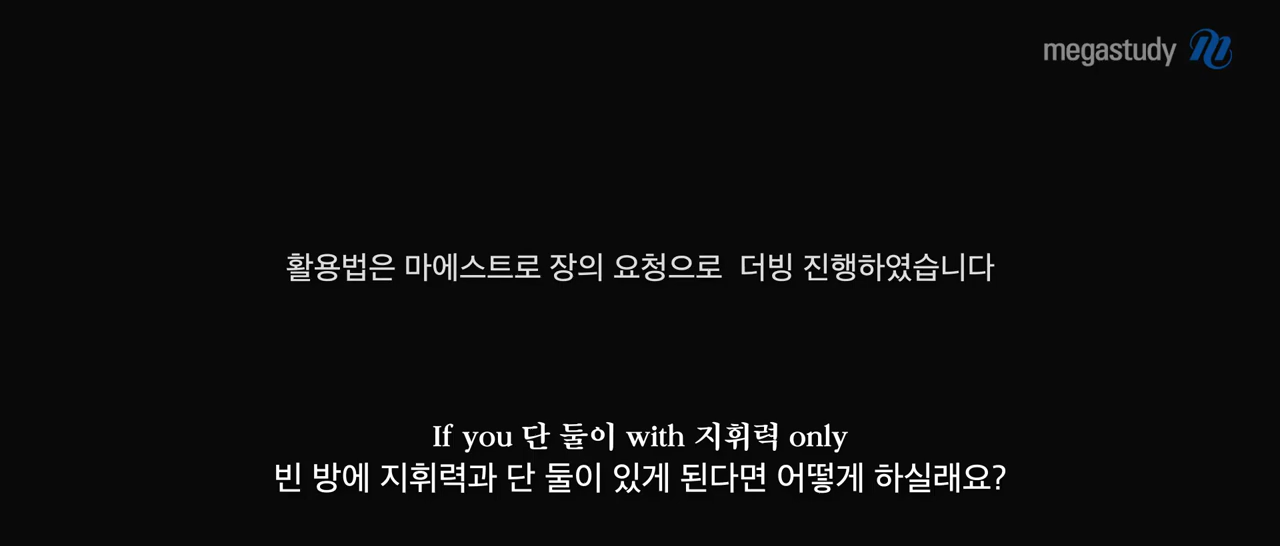 megastudy
활용법은 마에스트로 장의 요청으로 더빙 진행하였습니다
If you 단 둘이 with 지휘력 only
빈 방에 지휘력과 단 둘이 있게 된다면 어떻게 하실래요?